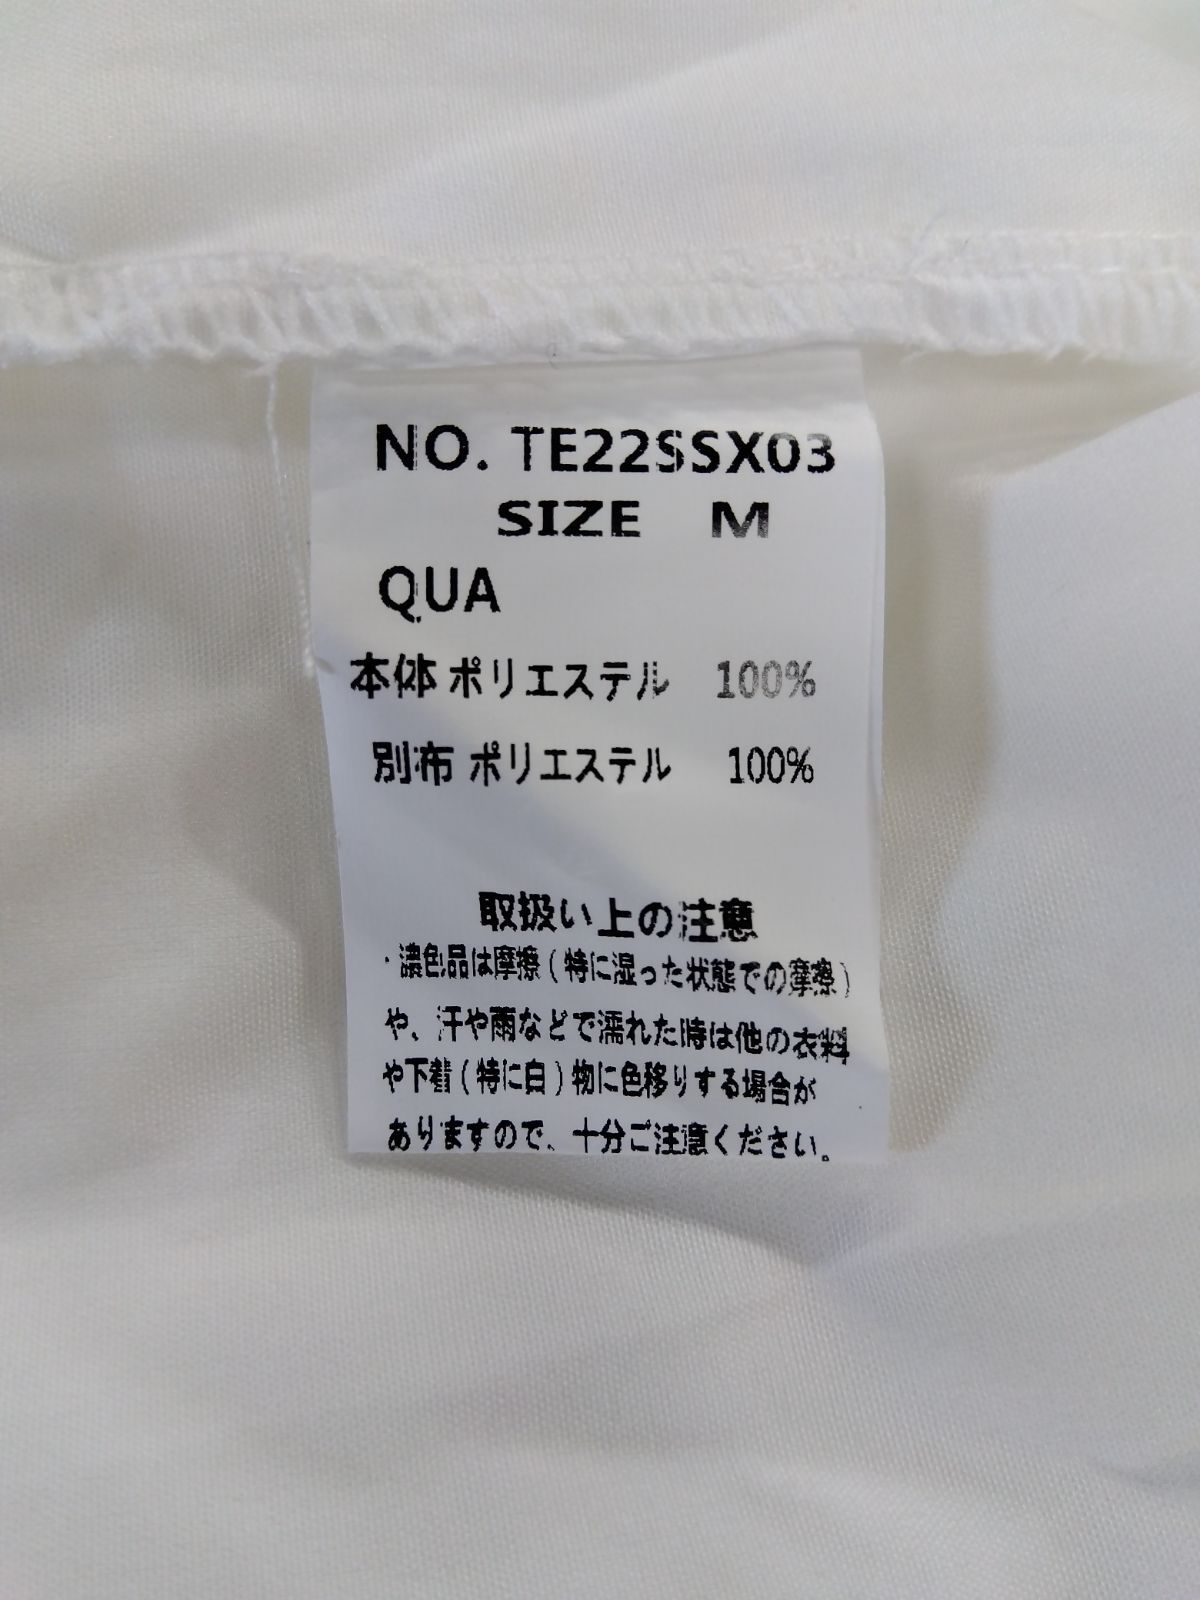 NO. TE22SSX03
SIZE M
QUA
本体 ポリエステル 100%
別布 ポリエステル 100%
取扱い上の注意
・濃色品は摩擦(特に湿った状態での摩擦)
や、汗や雨などで濡れた時は他の衣料
や下着(特に白)物に色移りする場合が
ありますので、十分ご注意ください。